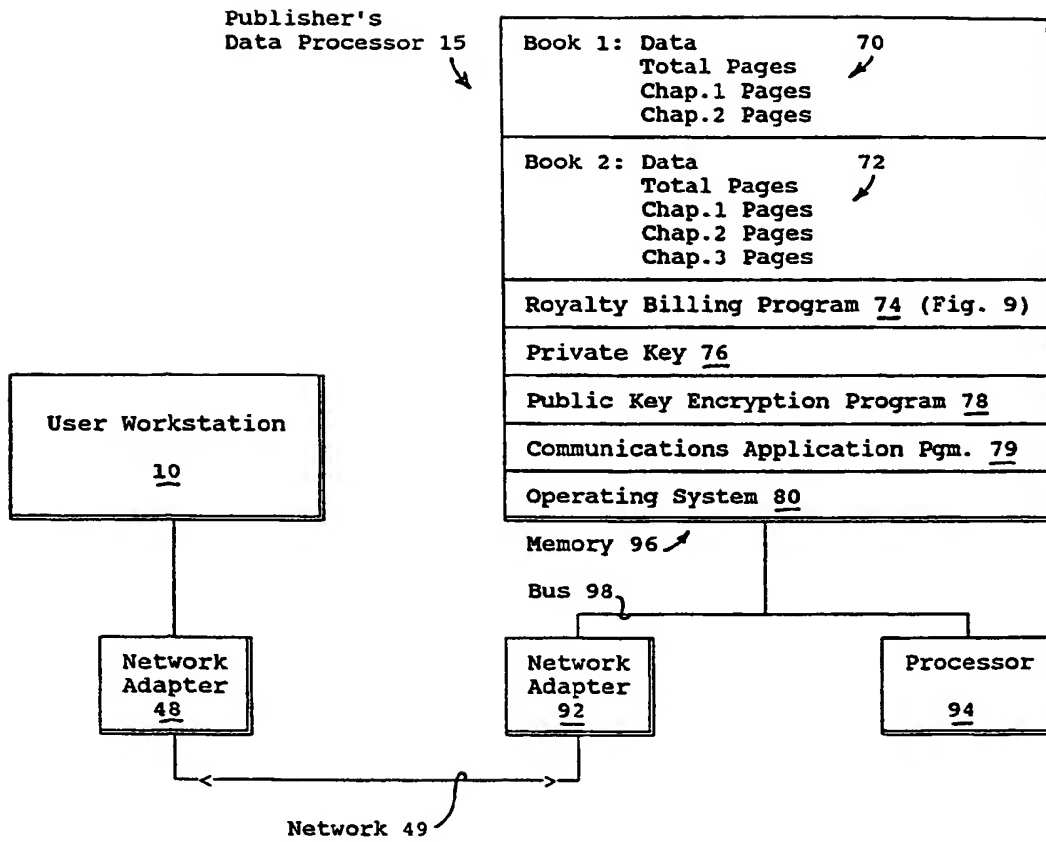 Publisher's
Data Processor 15
Book 1: Data 70
Total Pages
Chap.1 Pages
Chap.2 Pages
Book 2: Data 72
Total Pages
Chap.1 Pages
Chap.2 Pages
Chap.3 Pages
Royalty Billing Program 74 (Fig. 9)
Private Key 76
Public Key Encryption Program 78
Communications Application Pgm. 79
Operating System 80
User Workstation
10
Memory 96
Bus 98
Network
Adapter
48
Network
Adapter
92
Processor
94
Network 49